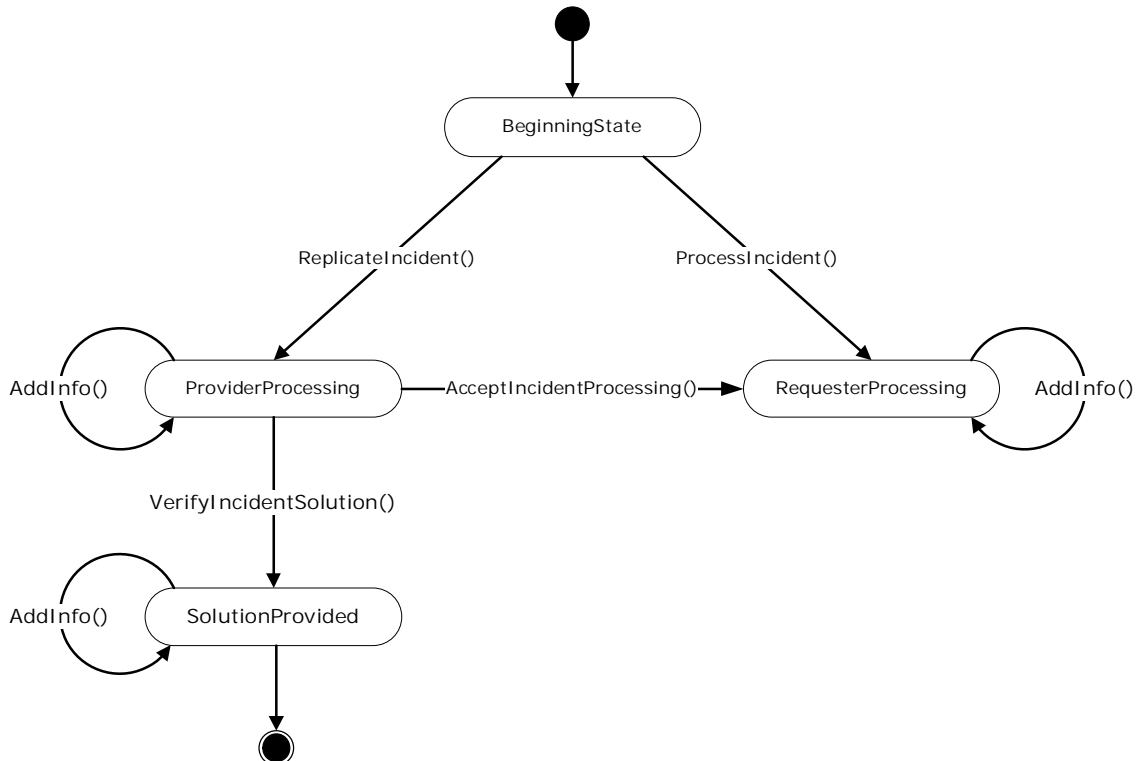 BeginningState
ReplicateIncident()
ProcessIncident()
AddInfo()
ProviderProcessing
AcceptIncidentProcessing()
RequesterProcessing
AddInfo()
VerifyIncidentSolution()
AddInfo()
SolutionProvided